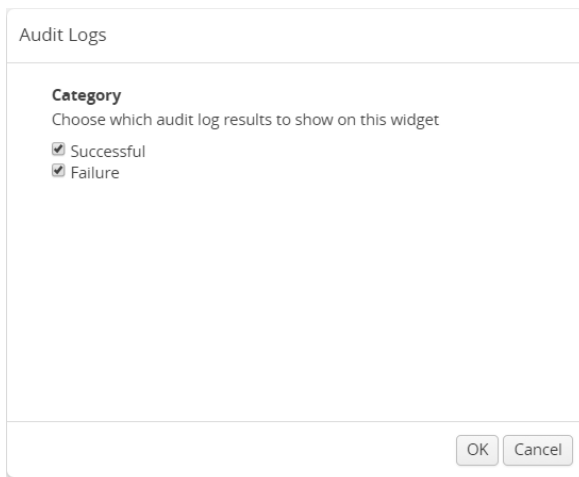 Audit Logs
Category
Choose which audit log results to show on this widget
Successful
Failure
OK Cancel